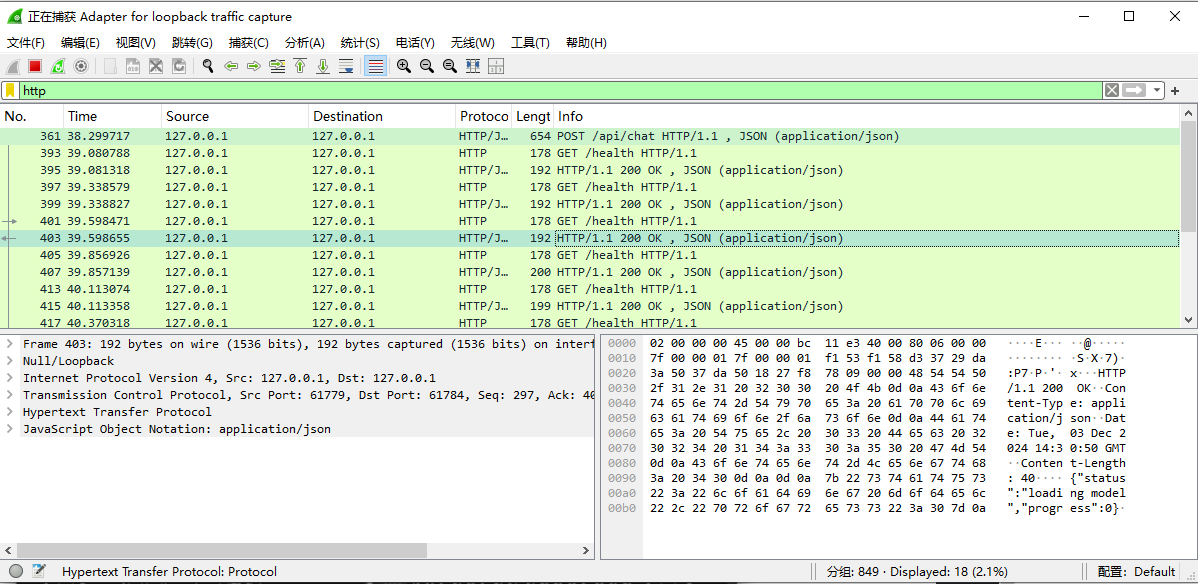 正在捕获 Adapter for loopback traffic capture
文件(F) 编辑(E) 视图(V) 跳转(G) 捕获(C) 分析(A) 统计(S) 电话(Y) 无线(W) 工具(T) 帮助(H)
http
No. Time Source Destination Protoco Lengt Info
361 38.299717 127.0.0.1 127.0.0.1 HTTP/J… 654 POST /api/chat HTTP/1.1 , JSON (application/json)
393 39.080788 127.0.0.1 127.0.0.1 HTTP 178 GET /health HTTP/1.1
395 39.081318 127.0.0.1 127.0.0.1 HTTP/J… 192 HTTP/1.1 200 OK , JSON (application/json)
397 39.338579 127.0.0.1 127.0.0.1 HTTP 178 GET /health HTTP/1.1
399 39.338827 127.0.0.1 127.0.0.1 HTTP/J… 192 HTTP/1.1 200 OK , JSON (application/json)
401 39.598471 127.0.0.1 127.0.0.1 HTTP 178 GET /health HTTP/1.1
403 39.598655 127.0.0.1 127.0.0.1 HTTP/J… 192 HTTP/1.1 200 OK , JSON (application/json)
405 39.856926 127.0.0.1 127.0.0.1 HTTP 178 GET /health HTTP/1.1
407 39.857139 127.0.0.1 127.0.0.1 HTTP/J… 200 HTTP/1.1 200 OK , JSON (application/json)
413 40.113074 127.0.0.1 127.0.0.1 HTTP 178 GET /health HTTP/1.1
415 40.113358 127.0.0.1 127.0.0.1 HTTP/J… 199 HTTP/1.1 200 OK , JSON (application/json)
417 40.370318 127.0.0.1 127.0.0.1 HTTP 178 GET /health HTTP/1.1
Frame 403: 192 bytes on wire (1536 bits), 192 bytes captured (1536 bits) on interf
Null/Loopback
Internet Protocol Version 4, Src: 127.0.0.1, Dst: 127.0.0.1
Transmission Control Protocol, Src Port: 61779, Dst Port: 61784, Seq: 297, Ack: 40
Hypertext Transfer Protocol
JavaScript Object Notation: application/json
0000 02 00 00 00 45 00 00 bc 11 e3 40 00 80 06 00 00 ····E··· ··@·····
0010 7f 00 00 01 7f 00 00 01 f1 53 f1 58 d3 37 29 da ········ ·S·X·7)·
0020 3a 50 37 da 50 18 27 f8 78 09 00 00 48 54 54 50 :P7·P·'· x···HTTP
0030 2f 31 2e 31 20 32 30 30 20 4f 4b 0d 0a 43 6f 6e /1.1 200 OK··Con
0040 74 65 6e 74 2d 54 79 70 65 3a 20 61 70 70 6c 69 tent-Typ e: appli
0050 63 61 74 69 6f 6e 2f 6a 73 6f 6e 0d 0a 44 61 74 cation/j son··Dat
0060 65 3a 20 54 75 65 2c 20 30 33 20 44 65 63 20 32 e: Tue, 03 Dec 2
0070 30 32 34 20 31 34 3a 33 30 3a 35 30 20 47 4d 54 024 14:3 0:50 GMT
0080 0d 0a 43 6f 6e 74 65 6e 74 2d 4c 65 6e 67 74 68 ··Conten t-Length
0090 3a 20 34 30 0d 0a 0d 0a 7b 22 73 74 61 74 75 73 : 40···· {"status
00a0 22 3a 22 6c 6f 61 64 69 6e 67 20 6d 6f 64 65 6c ":"loadi ng model
00b0 22 2c 22 70 72 6f 67 72 65 73 73 22 3a 30 7d 0a ","progr ess":0}·
Hypertext Transfer Protocol: Protocol 分组: 849 · Displayed: 18 (2.1%) 配置: Default